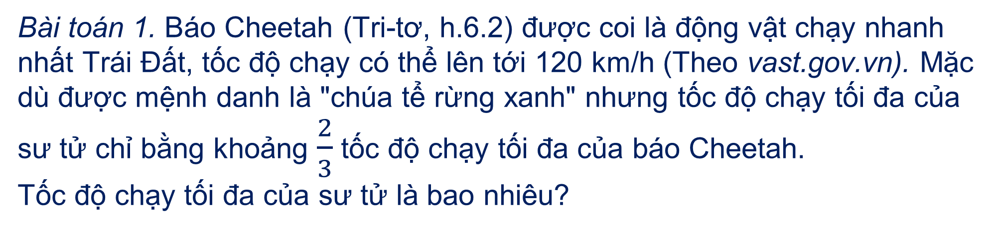 Bài toán 1. Báo Cheetah (Tri-tơ, h.6.2) được coi là động vật chạy nhanh
nhất Trái Đất, tốc độ chạy có thể lên tới 120 km/h (Theo vast.gov.vn). Mặc
dù được mệnh danh là "chúa tể rừng xanh" nhưng tốc độ chạy tối đa của
sư tử chỉ bằng khoảng 2/3 tốc độ chạy tối đa của báo Cheetah.
Tốc độ chạy tối đa của sư tử là bao nhiêu?